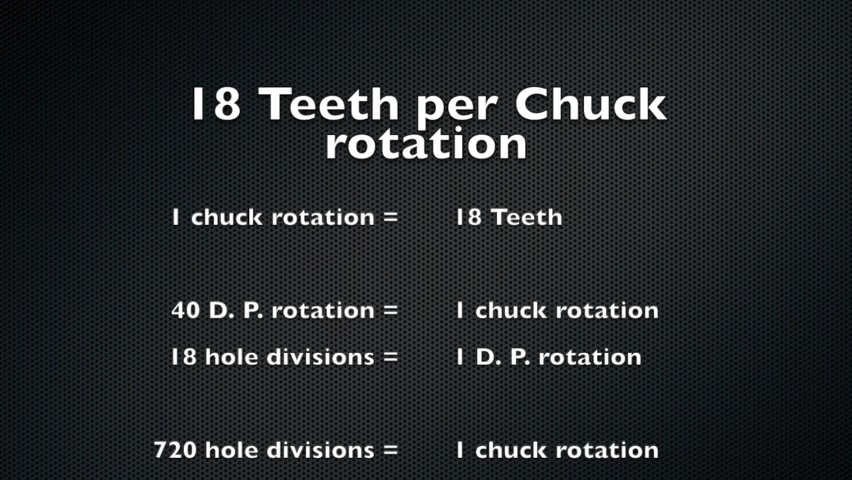 18 Teeth per Chuck
rotation
1 chuck rotation = 18 Teeth
40 D. P. rotation = 1 chuck rotation
18 hole divisions = 1 D. P. rotation
720 hole divisions = 1 chuck rotation